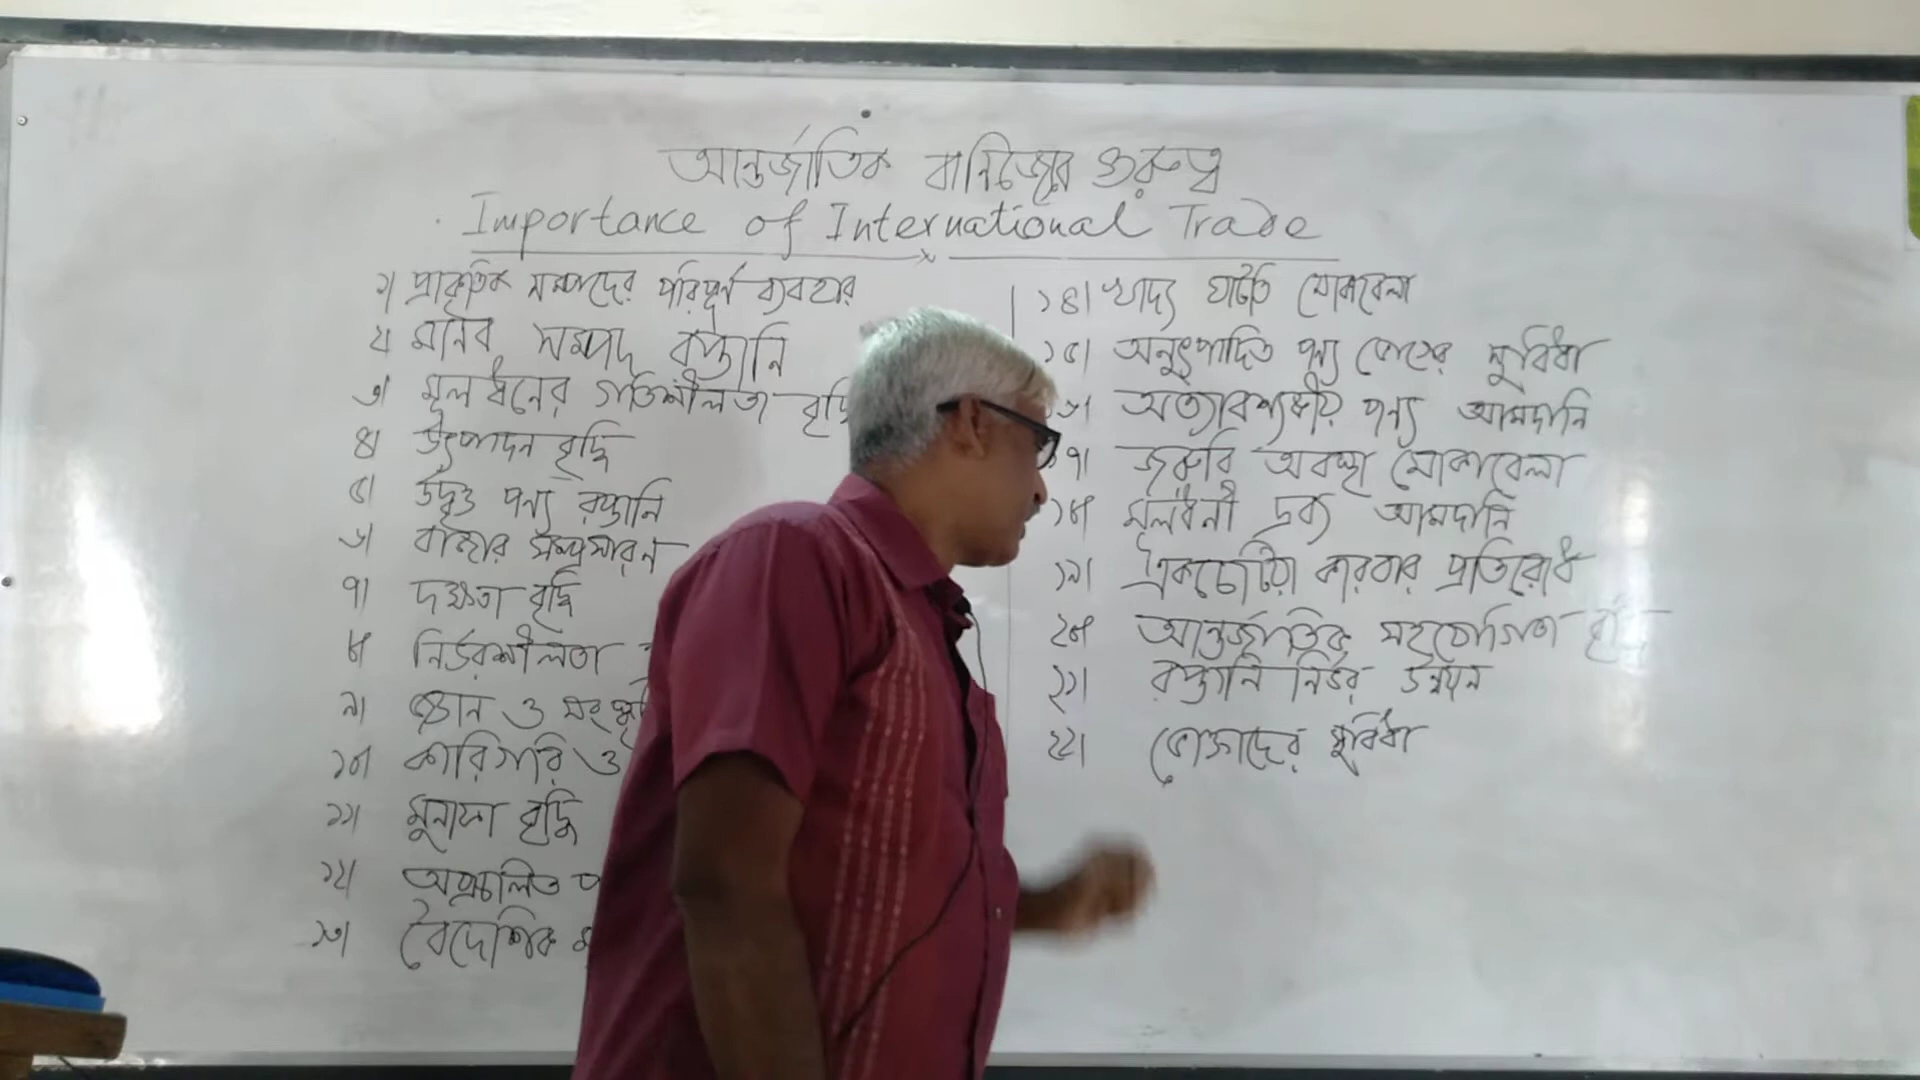 আন্তর্জাতিক বানিজ্যের গুরুত্ব
Importance of International Trade
১। প্রাকৃতিক সম্পদের পরিপূর্ণ ব্যবহার
২। মানব সম্পদ রপ্তানি
৩। মূলধনের গতিশীলতা বৃদ্ধি
৪। উৎপাদন বৃদ্ধি
৫। উদ্বৃত্ত পণ্য রপ্তানি
৬। বাজার সম্প্রসারন
৭। দক্ষতা বৃদ্ধি
৮। নির্ভরশীলতা
৯। জ্ঞান ও
১০। কারিগরি ও
১১। মুনাফা বৃদ্ধি
১২। অপ্রচলিত
১৩। বৈদেশিক
১৪। খাদ্য ঘাটতি মোকাবেলা
১৫। অনুৎপাদিত পণ্য ভোগের সুবিধা
১৬। অত্যাবশ্যকীয় পণ্য আমদানি
১৭। জরুরি অবস্থা মোকাবেলা
১৮। মূলধনী দ্রব্য আমদানি
১৯। একচেটিয়া কারবার প্রতিরোধ
২০। আন্তর্জাতিক সহযোগিতা বৃদ্ধি
২১। রপ্তানি নির্ভর উন্নয়ন
২২। ভোক্তাদের সুবিধা